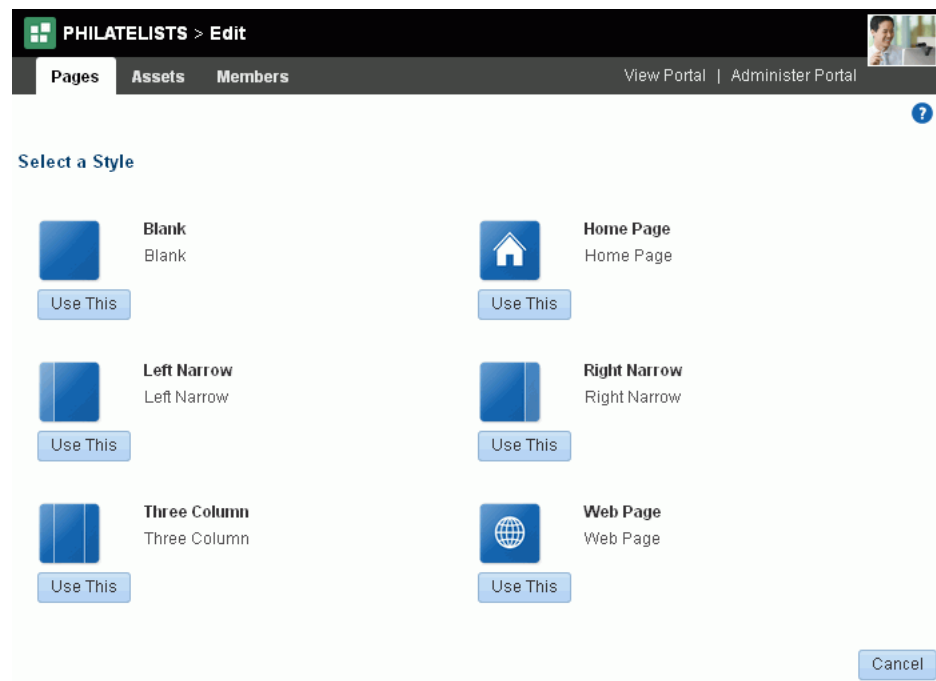 PHILATELISTS > Edit
Pages Assets Members View Portal | Administer Portal
?
Select a Style
Blank
Blank
Use This
Home Page
Home Page
Use This
Left Narrow
Left Narrow
Use This
Right Narrow
Right Narrow
Use This
Three Column
Three Column
Use This
Web Page
Web Page
Use This
Cancel